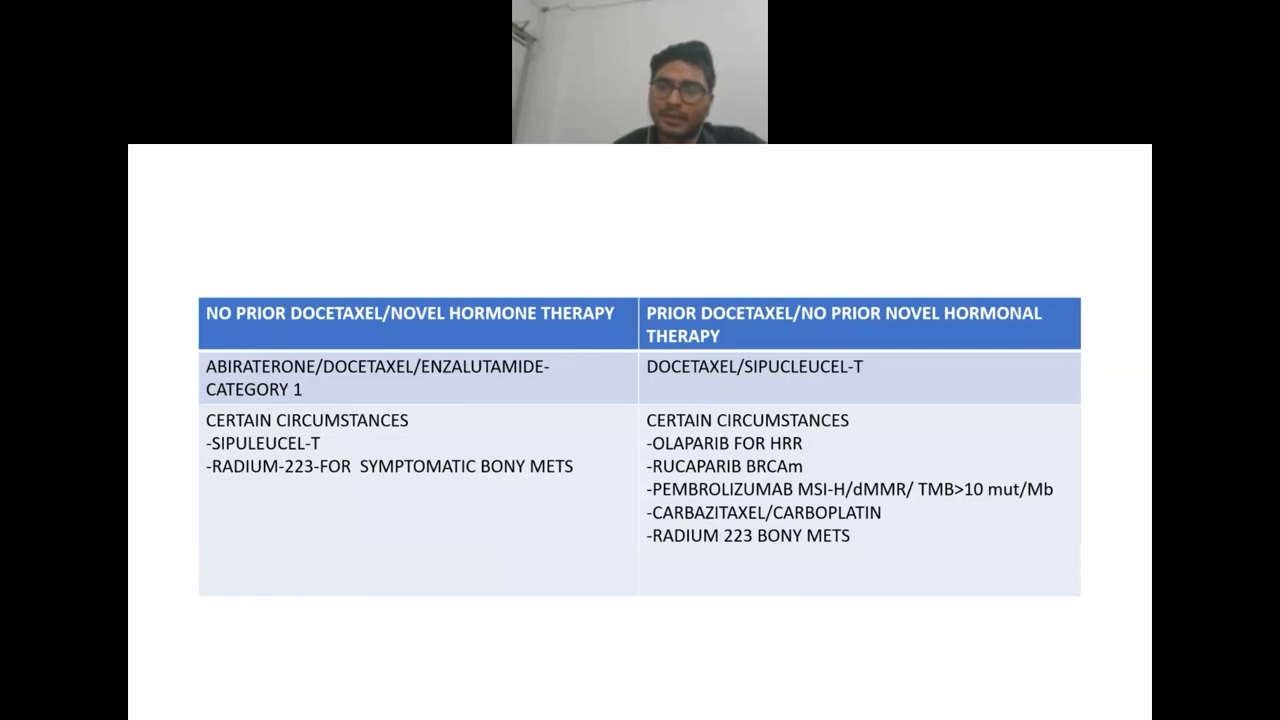 NO PRIOR DOCETAXEL/NOVEL HORMONE THERAPY
PRIOR DOCETAXEL/NO PRIOR NOVEL HORMONAL
THERAPY
ABIRATERONE/DOCETAXEL/ENZALUTAMIDE-
CATEGORY 1
DOCETAXEL/SIPUCLEUCEL-T
CERTAIN CIRCUMSTANCES
-SIPULEUCEL-T
-RADIUM-223-FOR SYMPTOMATIC BONY METS
CERTAIN CIRCUMSTANCES
-OLAPARIB FOR HRR
-RUCAPARIB BRCAm
-PEMBROLIZUMAB MSI-H/dMMR/ TMB>10 mut/Mb
-CARBAZITAXEL/CARBOPLATIN
-RADIUM 223 BONY METS